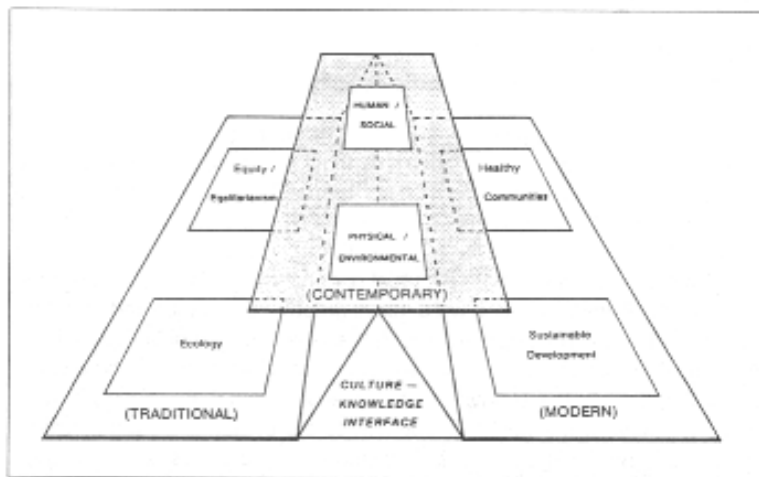 HUMAN /
SOCIAL
Equity /
Egalitarianism
Healthy
Communities
PHYSICAL /
ENVIRONMENTAL
(CONTEMPORARY)
Ecology
Sustainable
Development
CULTURE —
KNOWLEDGE
INTERFACE
(TRADITIONAL)
(MODERN)